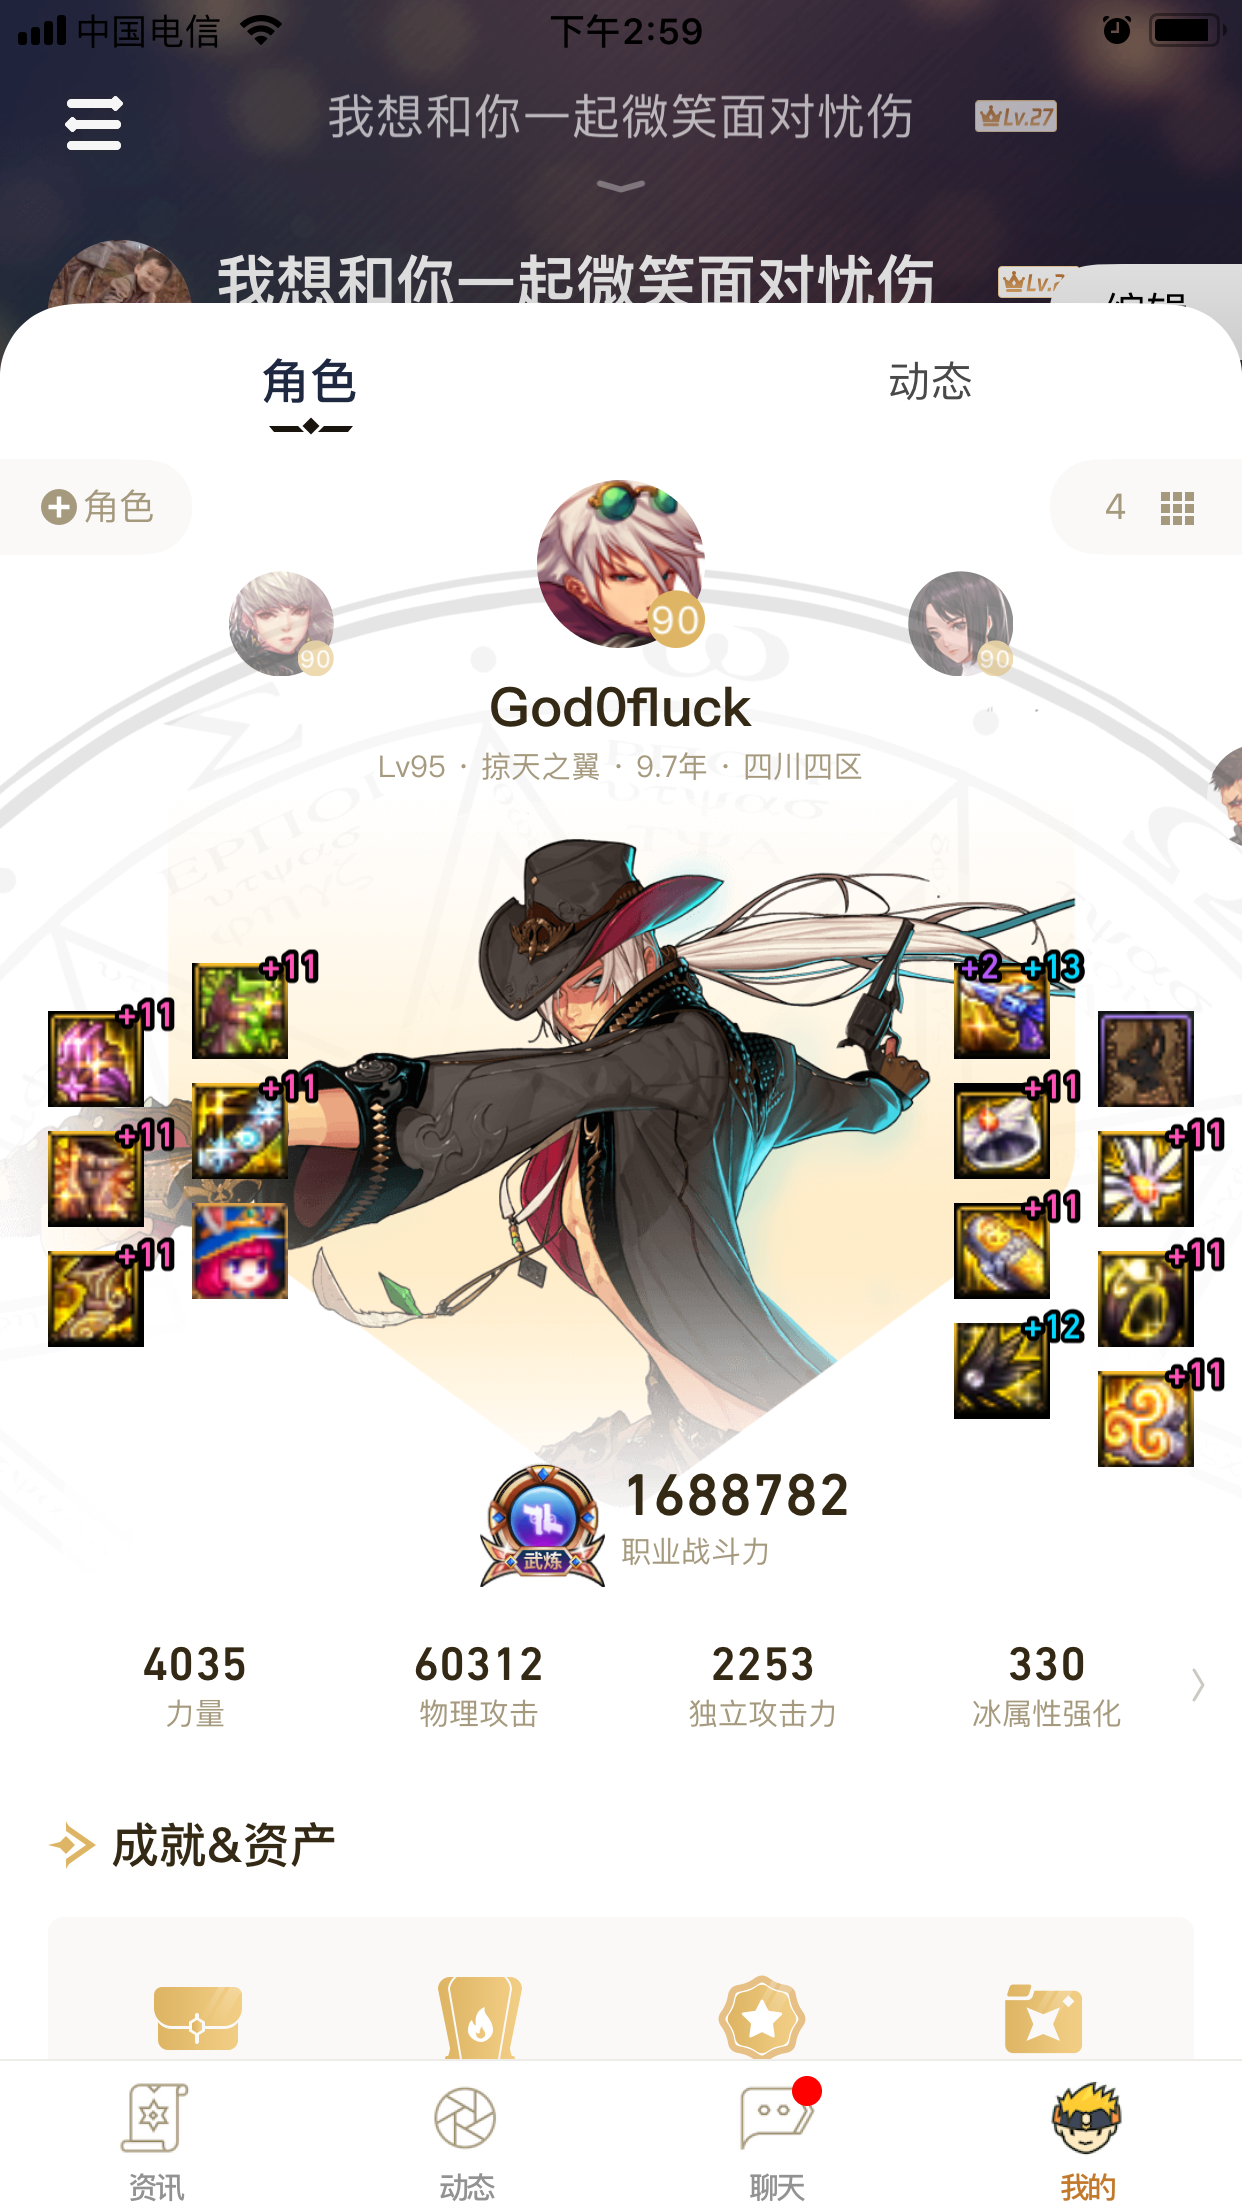 中国电信
下午2:59
我想和你一起微笑面对忧伤
Lv.27
我想和你一起微笑面对忧伤
编辑
角色
动态
角色
4
90
90
90
God0fluck
Lv95 · 掠天之翼 · 9.7年 · 四川四区
+11
+2
+13
+11
+11
+11
+11
+11
+11
+11
+11
+12
+11
武炼
1688782
职业战斗力
4035
60312
2253
330
力量
物理攻击
独立攻击力
冰属性强化
成就&资产
资讯
动态
聊天
我的